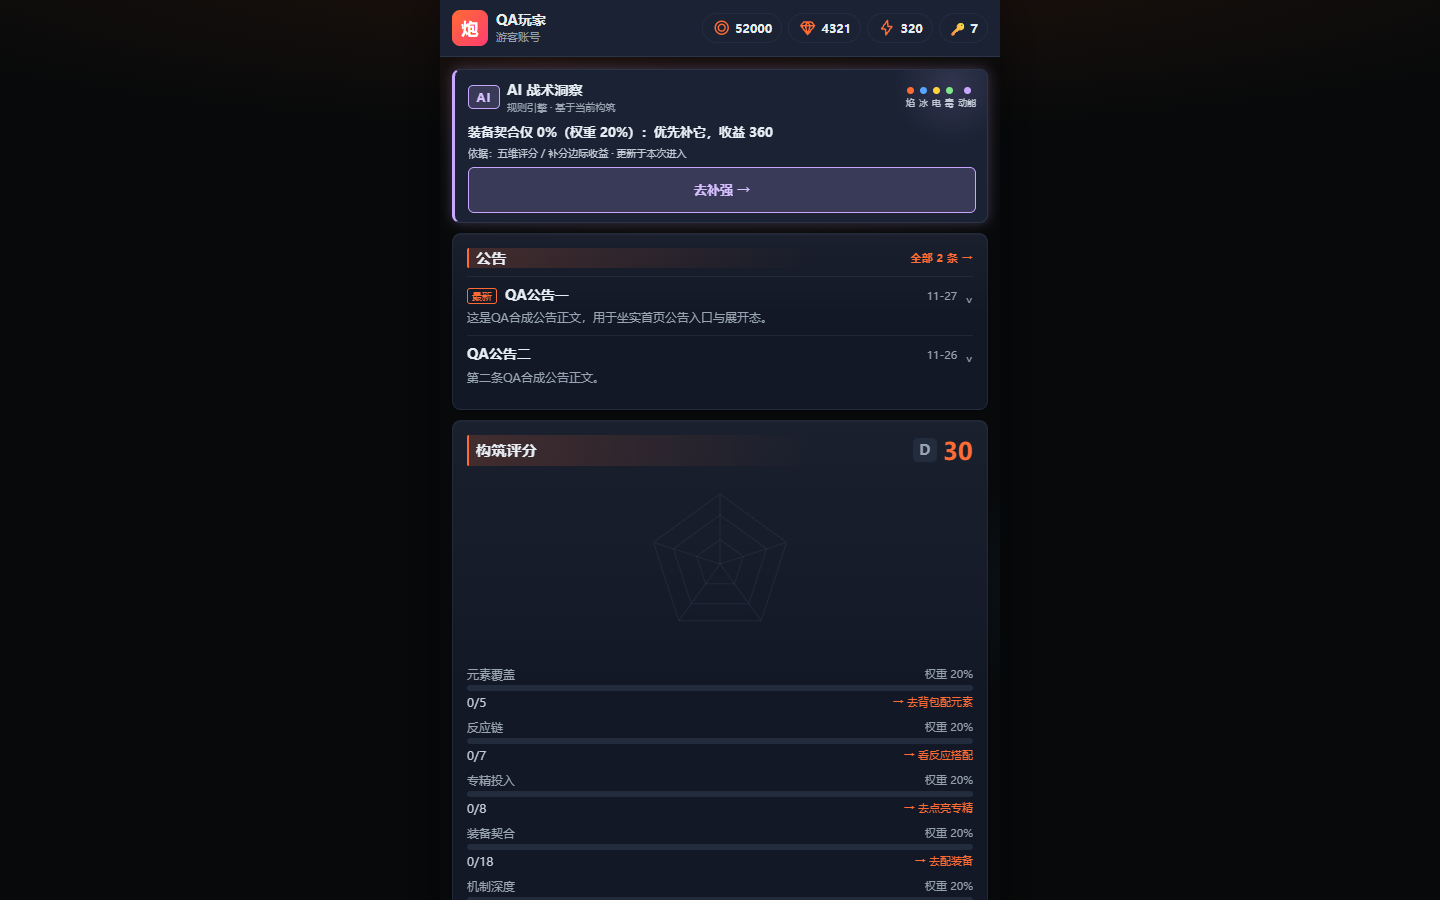 炮
QA玩家
游客账号
52000
4321
320
7
AI
AI 战术洞察
规则引擎 · 基于当前构筑
焰 冰 电 毒 动能
装备契合仅 0%（权重 20%）：优先补它，收益 360
依据：五维评分 / 补分边际收益 · 更新于本次进入
去补强 →
公告
全部 2 条 →
最新 QA公告一 11-27
这是QA合成公告正文，用于坐实首页公告入口与展开态。
QA公告二 11-26
第二条QA合成公告正文。
构筑评分
D 30
元素覆盖 权重 20%
0/5 → 去背包配元素
反应链 权重 20%
0/7 → 看反应搭配
专精投入 权重 20%
0/8 → 去点亮专精
装备契合 权重 20%
0/18 → 去配装备
机制深度 权重 20%